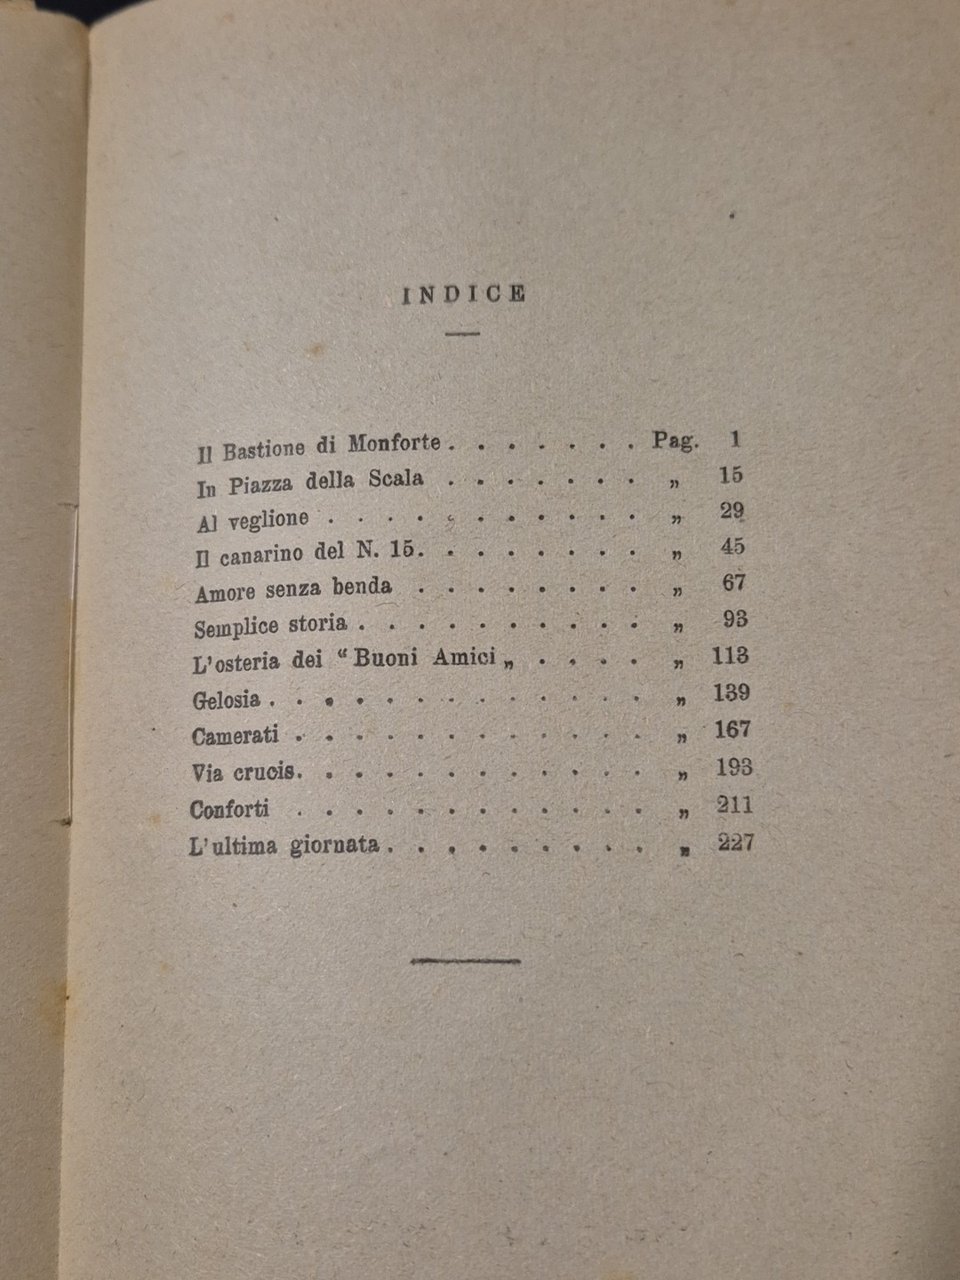 INDICE
Il Bastione di Monforte . . . . . . . Pag. 1
In Piazza della Scala . . . . . . . „ 15
Al veglione . . . . . . . . . . . „ 29
Il canarino del N. 15. . . . . . . . „ 45
Amore senza benda . . . . . . . . „ 67
Semplice storia . . . . . . . . . . „ 93
L'osteria dei “Buoni Amici„ . . . . „ 113
Gelosia . . . . . . . . . . . . . „ 139
Camerati . . . . . . . . . . . . „ 167
Via crucis. . . . . . . . . . . . „ 193
Conforti . . . . . . . . . . . . „ 211
L'ultima giornata . . . . . . . . . „ 227